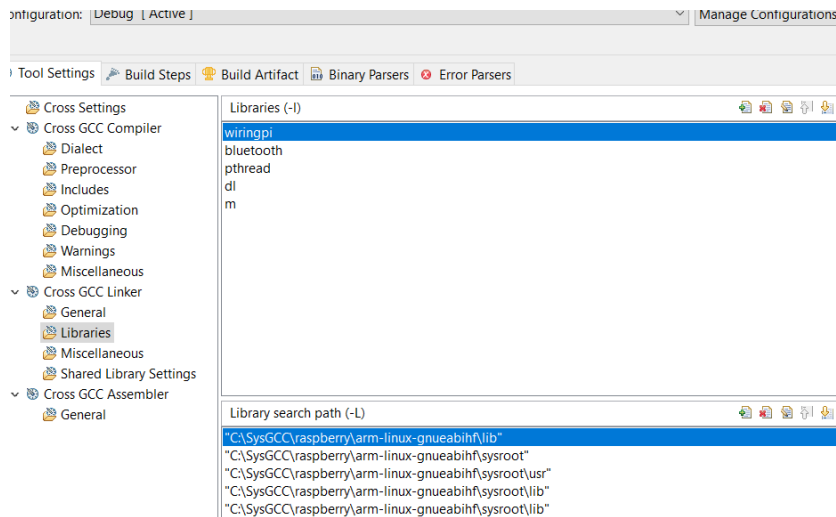 onfiguration: Debug [ Active ]
Manage Configurations
Tool Settings
Build Steps
Build Artifact
Binary Parsers
Error Parsers
Cross Settings
Cross GCC Compiler
Dialect
Preprocessor
Includes
Optimization
Debugging
Warnings
Miscellaneous
Cross GCC Linker
General
Libraries
Miscellaneous
Shared Library Settings
Cross GCC Assembler
General
Libraries (-l)
wiringpi
bluetooth
pthread
dl
m
Library search path (-L)
"C:\SysGCC\raspberry\arm-linux-gnueabihf\lib"
"C:\SysGCC\raspberry\arm-linux-gnueabihf\sysroot"
"C:\SysGCC\raspberry\arm-linux-gnueabihf\sysroot\usr"
"C:\SysGCC\raspberry\arm-linux-gnueabihf\sysroot\lib"
"C:\SysGCC\raspberry\arm-linux-gnueabihf\sysroot\lib"